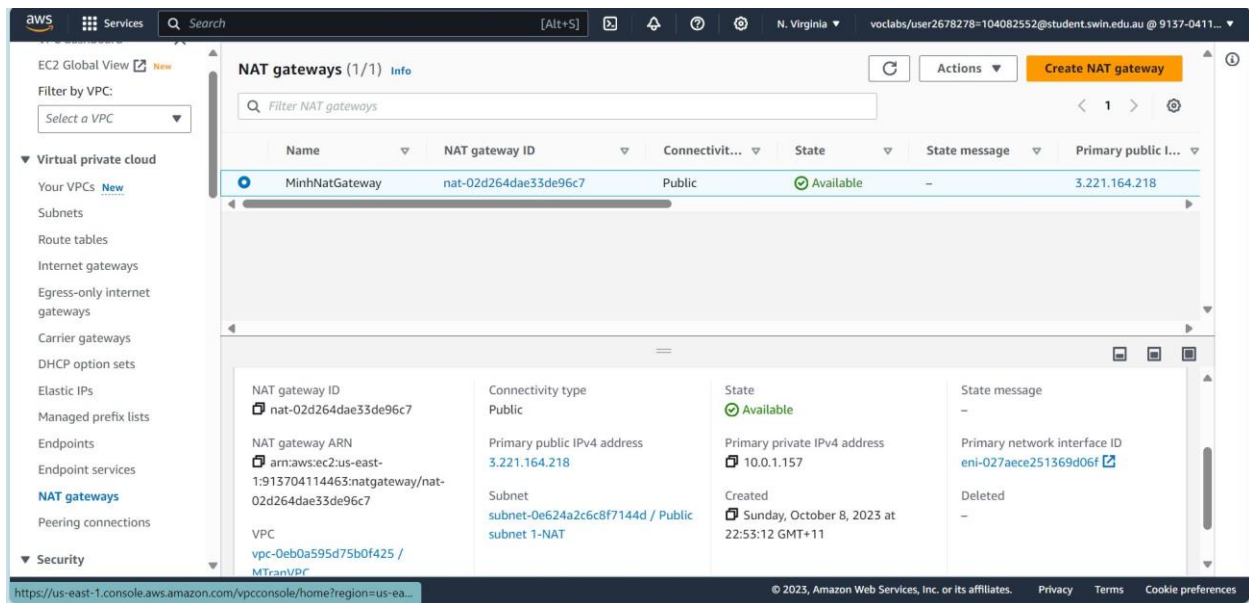 aws
Services
Search
[Alt+S]
N. Virginia
voclabs/user2678278=104082552@student.swin.edu.au @ 9137-0411...
EC2 Global View New
Filter by VPC:
Select a VPC
Virtual private cloud
Your VPCs New
Subnets
Route tables
Internet gateways
Egress-only internet
gateways
Carrier gateways
DHCP option sets
Elastic IPs
Managed prefix lists
Endpoints
Endpoint services
NAT gateways
Peering connections
Security
NAT gateways (1/1) Info
Actions
Create NAT gateway
Filter NAT gateways
1
Name
NAT gateway ID
Connectivit...
State
State message
Primary public I...
MinhNatGateway
nat-02d264dae33de96c7
Public
Available
–
3.221.164.218
NAT gateway ID
nat-02d264dae33de96c7
Connectivity type
Public
State
Available
State message
–
NAT gateway ARN
arn:aws:ec2:us-east-
1:913704114463:natgateway/nat-
02d264dae33de96c7
Primary public IPv4 address
3.221.164.218
Primary private IPv4 address
10.0.1.157
Primary network interface ID
eni-027aece251369d06f
VPC
vpc-0eb0a595d75b0f425 /
MTranVPC
Subnet
subnet-0e624a2c6c8f7144d / Public
subnet 1-NAT
Created
Sunday, October 8, 2023 at
22:53:12 GMT+11
Deleted
–
https://us-east-1.console.aws.amazon.com/vpcconsole/home?region=us-ea...
© 2023, Amazon Web Services, Inc. or its affiliates.
Privacy
Terms
Cookie preferences